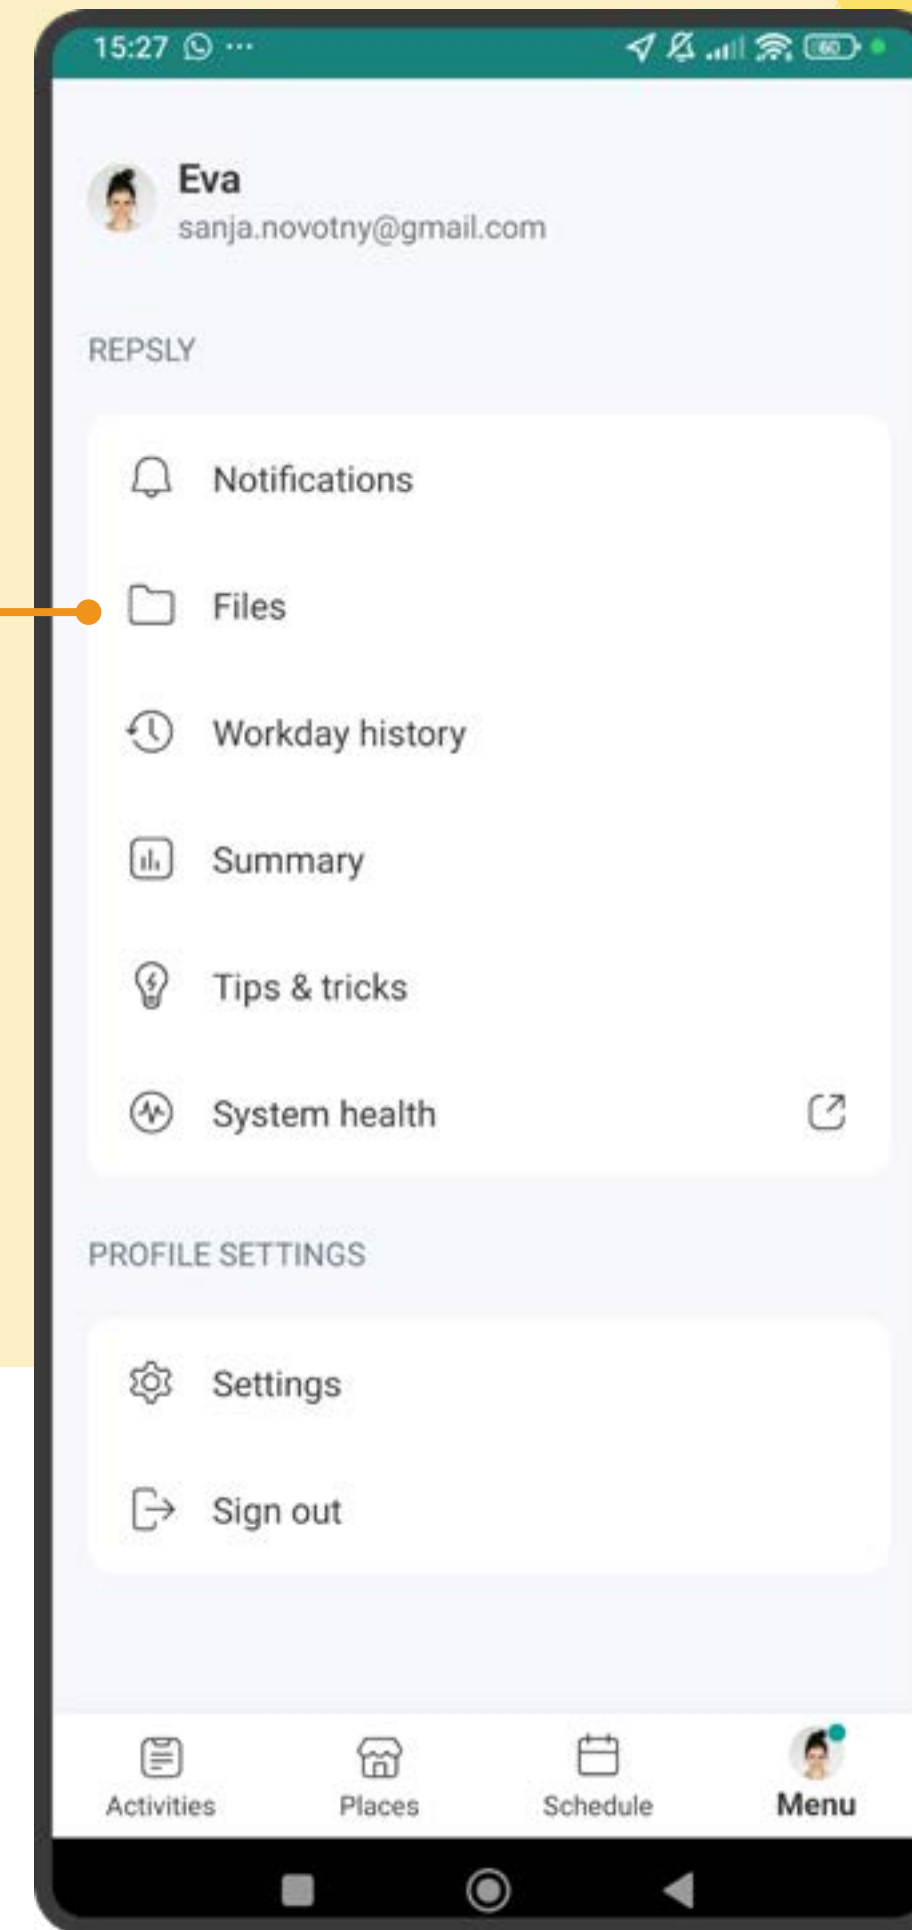 15:27
60
Eva
sanja.novotny@gmail.com
REPSLY
Notifications
Files
Workday history
Summary
Tips & tricks
System health
PROFILE SETTINGS
Settings
Sign out
Activities Places Schedule Menu